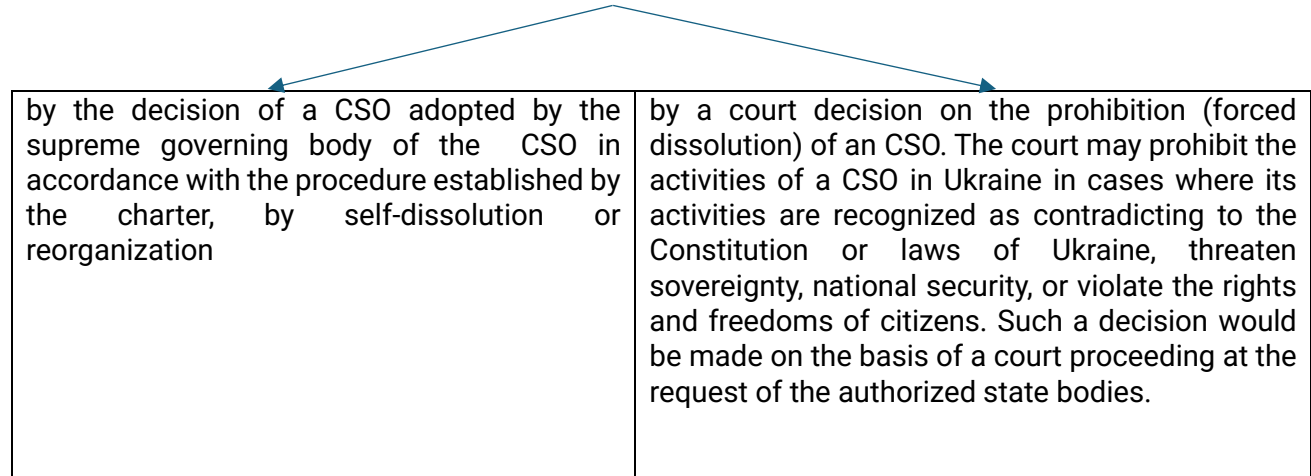 by the decision of a CSO adopted by the
supreme governing body of the CSO in
accordance with the procedure established by
the charter, by self-dissolution or
reorganization
by a court decision on the prohibition (forced
dissolution) of an CSO. The court may prohibit the
activities of a CSO in Ukraine in cases where its
activities are recognized as contradicting to the
Constitution or laws of Ukraine, threaten
sovereignty, national security, or violate the rights
and freedoms of citizens. Such a decision would
be made on the basis of a court proceeding at the
request of the authorized state bodies.